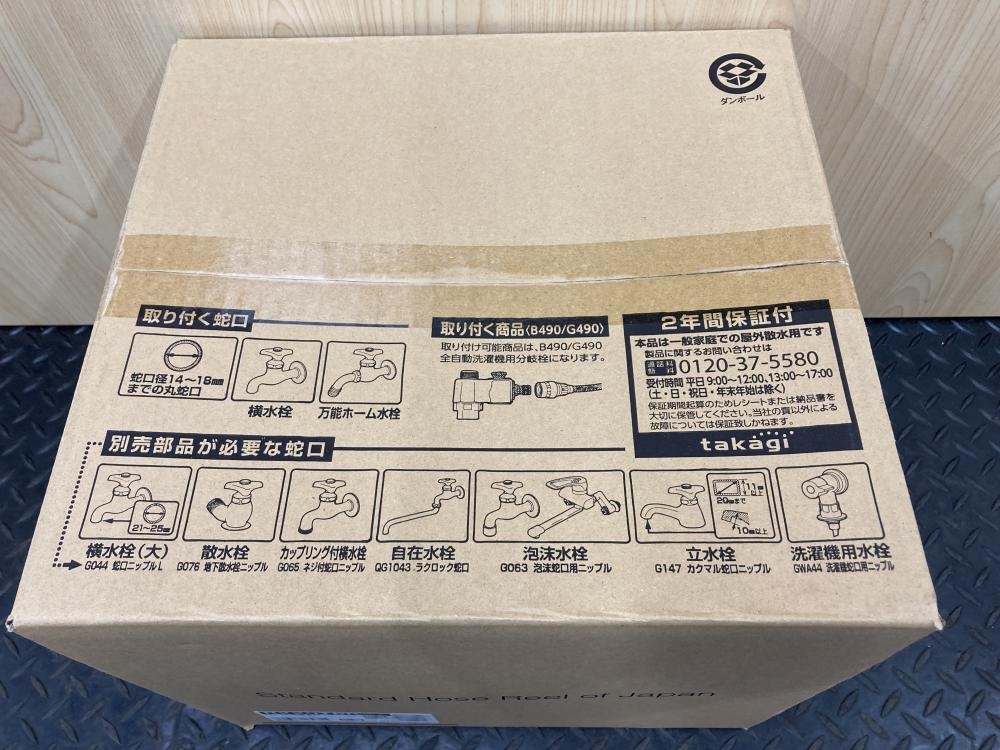 ダンボール
取り付く蛇口
蛇口径14～18mm
までの丸蛇口
横水栓
万能ホーム水栓
取り付く商品〈B490/G490〉
取り付け可能商品は、B490/G490
全自動洗濯機用分岐栓になります。
2年間保証付
本品は一般家庭での屋外散水用です
製品に関するお問い合わせは
通話料無料 0120-37-5580
受付時間 平日 9:00～12:00、13:00～17:00
(土・日・祝日・年末年始は除く)
保証期間起算のためレシートまたは納品書を
大切に保管してください。当社の責以外による
故障については保証致しかねます。
takagi
別売部品が必要な蛇口
21～25mm
11mm以上
20mmまで
10mm以上
横水栓(大)
G044 蛇口ニップルL
散水栓
G076 地下散水栓ニップル
カップリング付横水栓
G065 ネジ付蛇口ニップル
自在水栓
QG1043 ラクロック蛇口
泡沫水栓
G063 泡沫蛇口用ニップル
立水栓
G147 カクマル蛇口ニップル
洗濯機用水栓
GWA44 洗濯機蛇口用ニップル
Standard Hose Reel of Japan